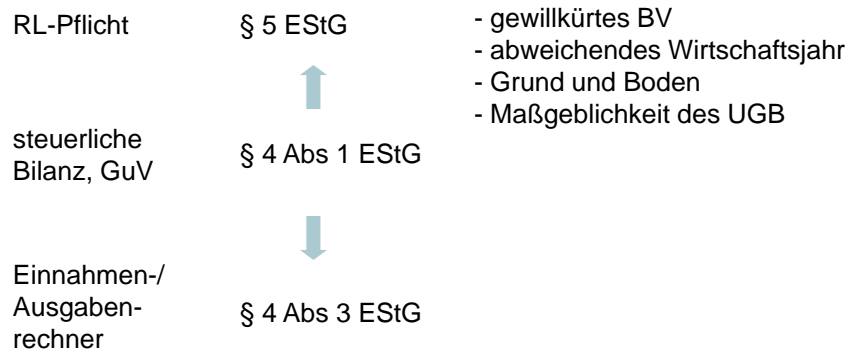 RL-Pflicht
§ 5 EStG
- gewillkürtes BV
- abweichendes Wirtschaftsjahr
- Grund und Boden
- Maßgeblichkeit des UGB
steuerliche
Bilanz, GuV
§ 4 Abs 1 EStG
Einnahmen-/
Ausgaben-
rechner
§ 4 Abs 3 EStG